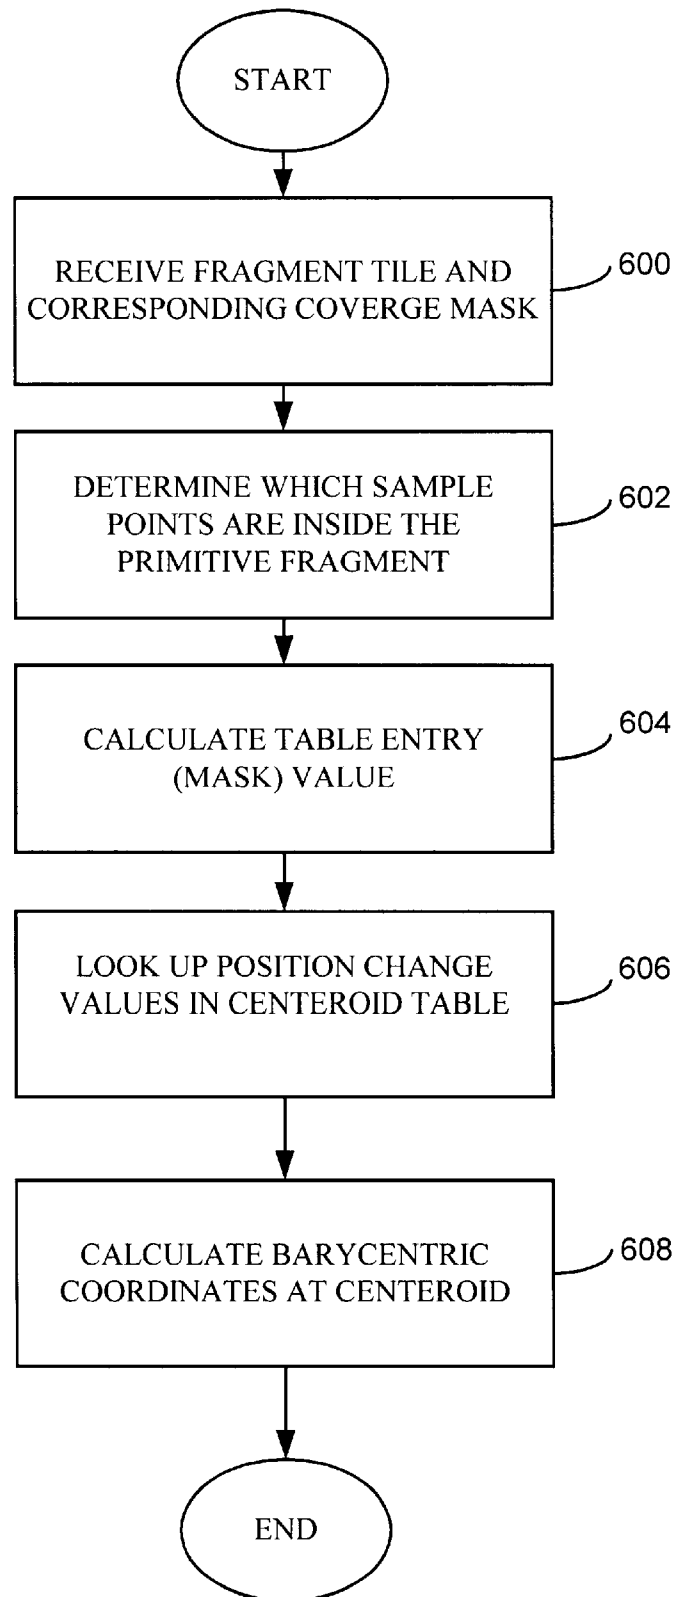 START
RECEIVE FRAGMENT TILE AND
CORRESPONDING COVERGE MASK
600
DETERMINE WHICH SAMPLE
POINTS ARE INSIDE THE
PRIMITIVE FRAGMENT
602
CALCULATE TABLE ENTRY
(MASK) VALUE
604
LOOK UP POSITION CHANGE
VALUES IN CENTEROID TABLE
606
CALCULATE BARYCENTRIC
COORDINATES AT CENTEROID
608
END